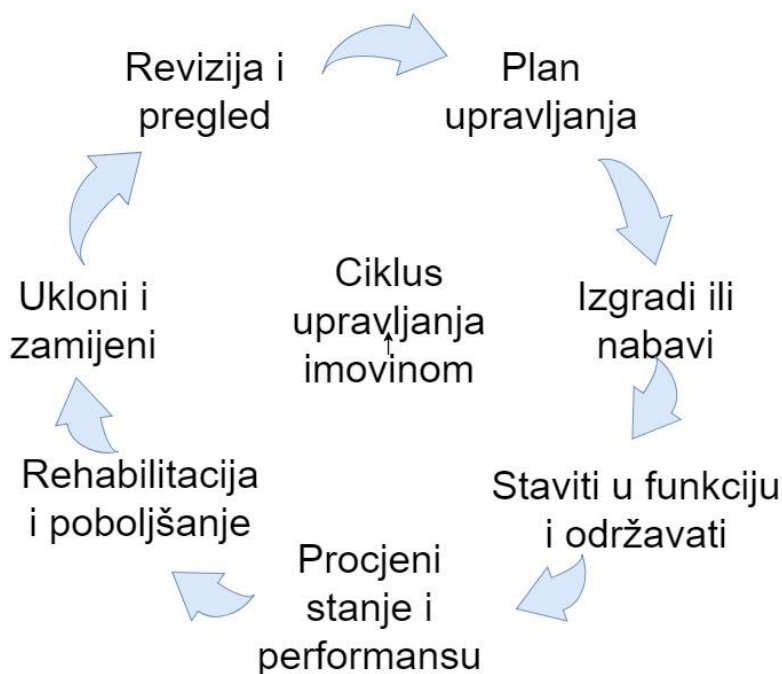 Revizija i
pregled
Plan
upravljanja
Izgradi ili
nabavi
Staviti u funkciju
i održavati
Procjeni
stanje i
performansu
Rehabilitacija
i poboljšanje
Ukloni i
zamijeni
Ciklus
upravljanja
imovinom